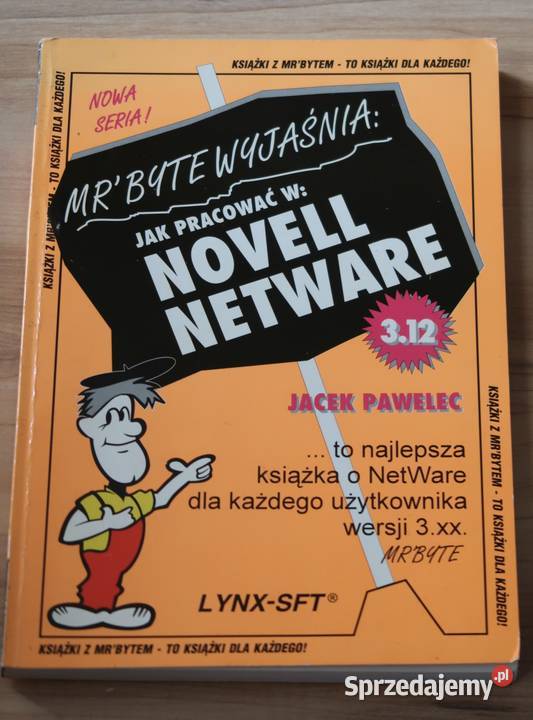 KSIĄŻKI Z MR'BYTEM - TO KSIĄŻKI DLA KAŻDEGO!
KSIĄŻKI Z MR'BYTEM - TO KSIĄŻKI DLA KAŻDEGO!
NOWA
SERIA!
MR'BYTE WYJAŚNIA:
JAK PRACOWAĆ W:
NOVELL
NETWARE
3.12
JACEK PAWELEC
... to najlepsza
książka o NetWare
dla każdego użytkownika
wersji 3.xx.
MR'BYTE
LYNX-SFT®
KSIĄŻKI Z MR'BYTEM - TO KSIĄŻKI DLA KAŻDEGO!
KSIĄŻKI Z MR'BYTEM - TO KSIĄŻKI DLA KAŻDEGO!
Sprzedajemy.pl